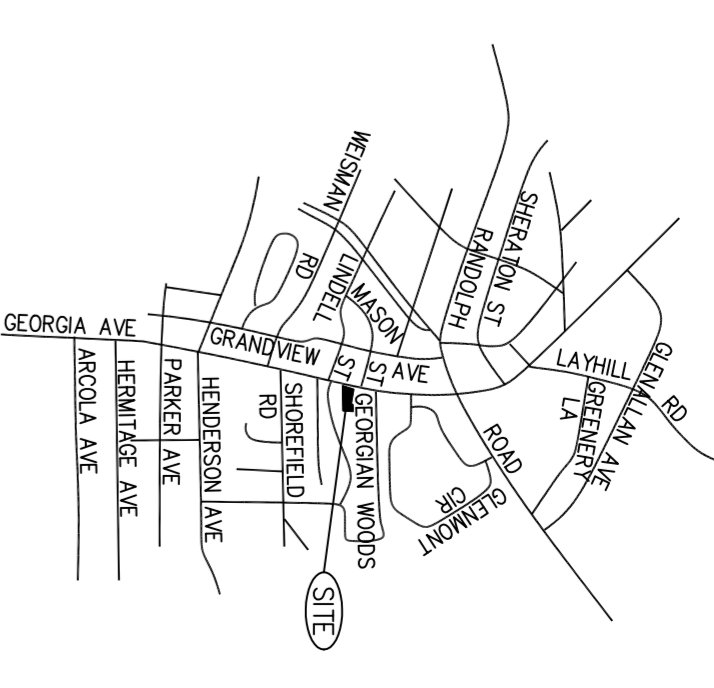 WEISMAN
RD
SHERATON ST
RANDOLPH
ROAD
LINDELL
ST
MASON
ST
GEORGIA AVE
GRANDVIEW
AVE
LAYHILL
RD
GLENALLAN AVE
GREENERY
LA
ARCOLA AVE
HERMITAGE AVE
PARKER AVE
HENDERSON AVE
SHOREFIELD
RD
GEORGIAN WOODS
GLENMONT
CIR
SITE